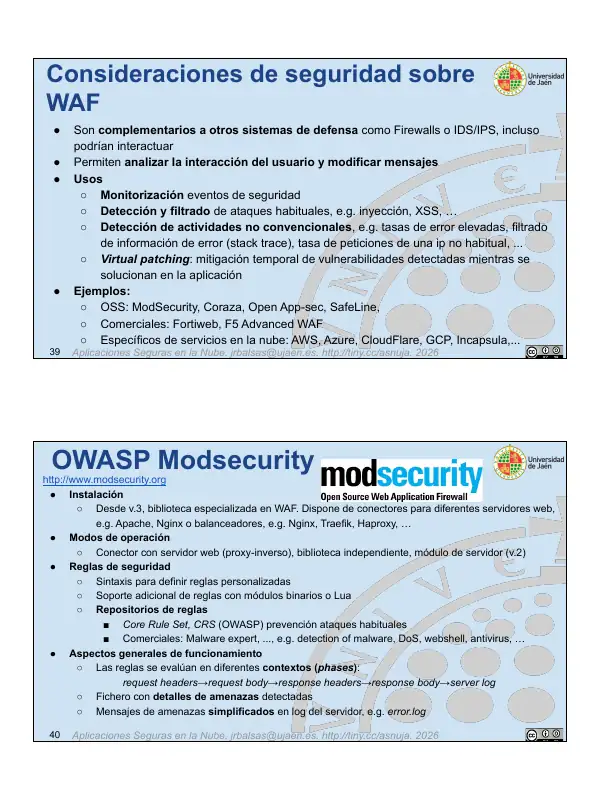 Consideraciones de seguridad sobre
WAF
Universidad
de Jaén
● Son complementarios a otros sistemas de defensa como Firewalls o IDS/IPS, incluso
podrían interactuar
● Permiten analizar la interacción del usuario y modificar mensajes
● Usos
○ Monitorización eventos de seguridad
○ Detección y filtrado de ataques habituales, e.g. inyección, XSS, …
○ Detección de actividades no convencionales, e.g. tasas de error elevadas, filtrado
de información de error (stack trace), tasa de peticiones de una ip no habitual, ...
○ Virtual patching: mitigación temporal de vulnerabilidades detectadas mientras se
solucionan en la aplicación
● Ejemplos:
○ OSS: ModSecurity, Coraza, Open App-sec, SafeLine,
○ Comerciales: Fortiweb, F5 Advanced WAF
○ Específicos de servicios en la nube: AWS, Azure, CloudFlare, GCP, Incapsula,...
39 Aplicaciones Seguras en la Nube. jrbalsas@ujaen.es. http://tiny.cc/asnuja. 2026
OWASP Modsecurity
modsecurity
Open Source Web Application Firewall
Universidad
de Jaén
http://www.modsecurity.org
● Instalación
○ Desde v.3, biblioteca especializada en WAF. Dispone de conectores para diferentes servidores web,
e.g. Apache, Nginx o balanceadores, e.g. Nginx, Traefik, Haproxy, …
● Modos de operación
○ Conector con servidor web (proxy-inverso), biblioteca independiente, módulo de servidor (v.2)
● Reglas de seguridad
○ Sintaxis para definir reglas personalizadas
○ Soporte adicional de reglas con módulos binarios o Lua
○ Repositorios de reglas
■ Core Rule Set, CRS (OWASP) prevención ataques habituales
■ Comerciales: Malware expert, ..., e.g. detection of malware, DoS, webshell, antivirus, …
● Aspectos generales de funcionamiento
○ Las reglas se evalúan en diferentes contextos (phases):
request headers→request body→response headers→response body→server log
○ Fichero con detalles de amenazas detectadas
○ Mensajes de amenazas simplificados en log del servidor, e.g. error.log
40 Aplicaciones Seguras en la Nube. jrbalsas@ujaen.es. http://tiny.cc/asnuja. 2026